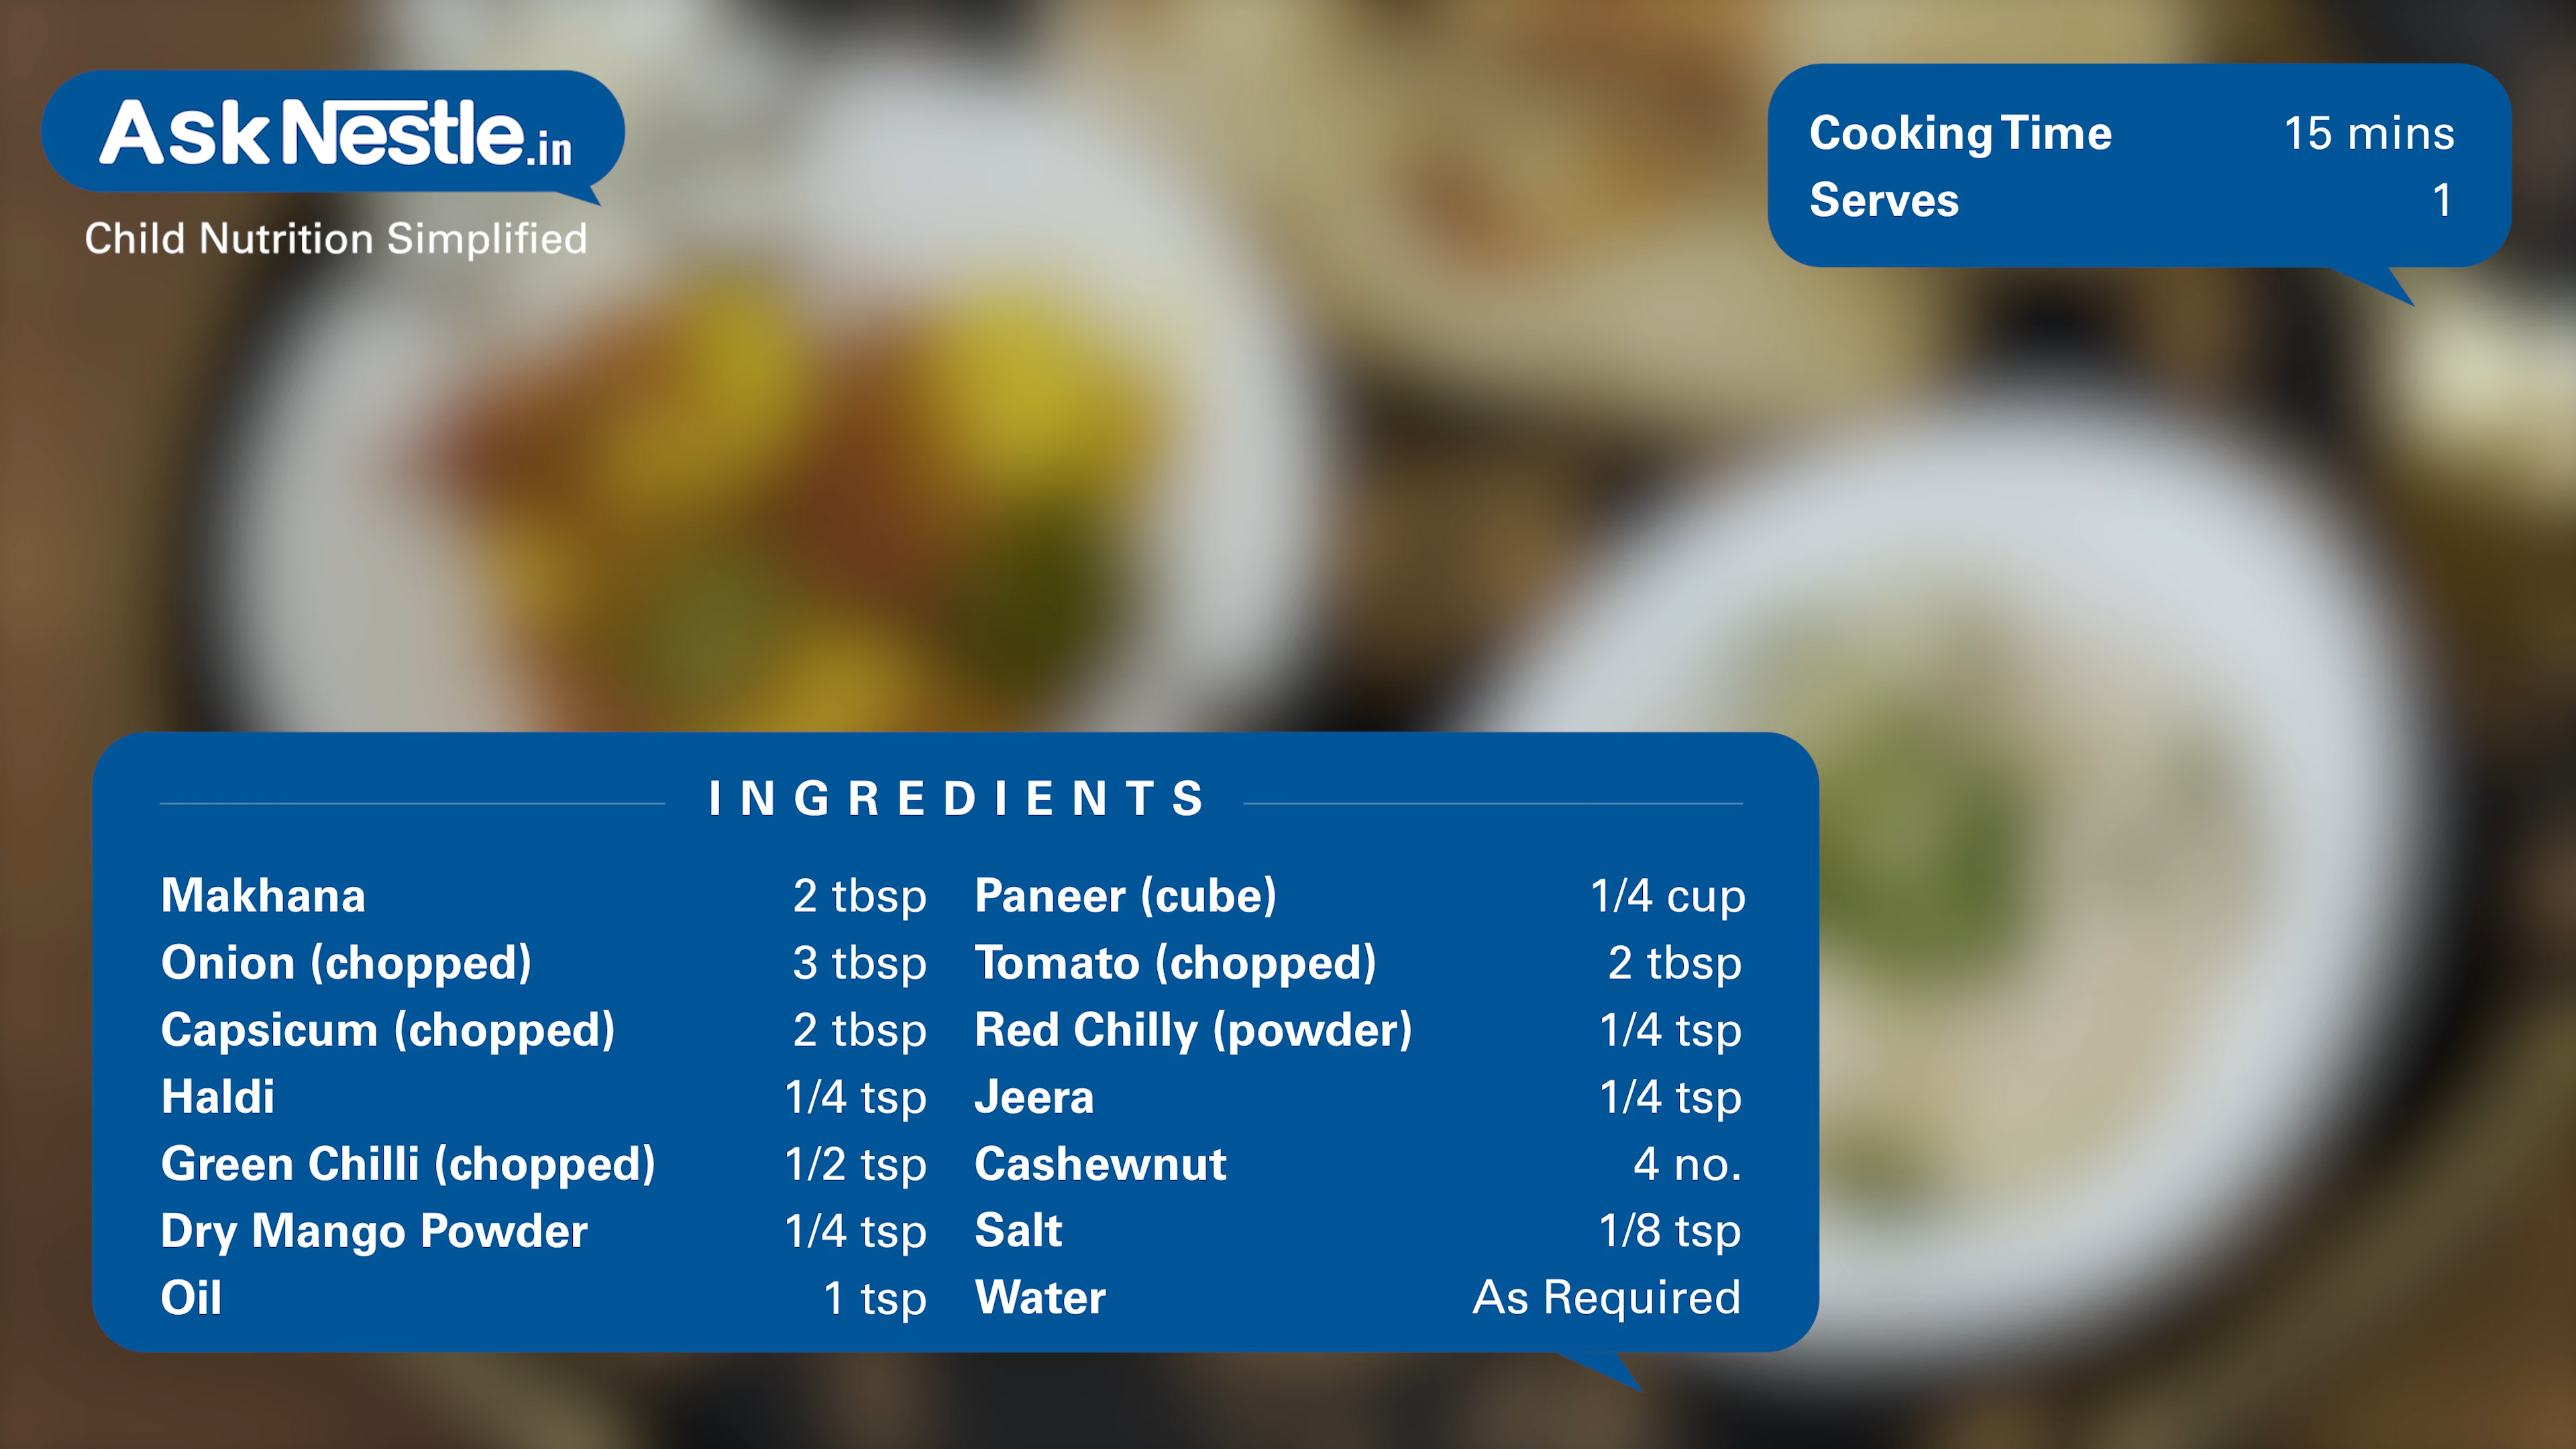 AskNestle.in
Child Nutrition Simplified
Cooking Time 15 mins
Serves 1
INGREDIENTS
Makhana 2 tbsp Paneer (cube) 1/4 cup
Onion (chopped) 3 tbsp Tomato (chopped) 2 tbsp
Capsicum (chopped) 2 tbsp Red Chilly (powder) 1/4 tsp
Haldi 1/4 tsp Jeera 1/4 tsp
Green Chilli (chopped) 1/2 tsp Cashewnut 4 no.
Dry Mango Powder 1/4 tsp Salt 1/8 tsp
Oil 1 tsp Water As Required